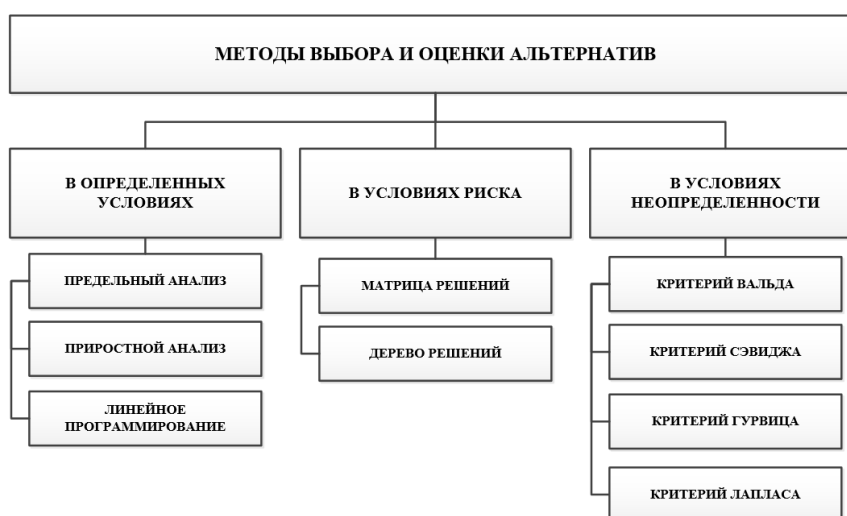 МЕТОДЫ ВЫБОРА И ОЦЕНКИ АЛЬТЕРНАТИВ
В ОПРЕДЕЛЕННЫХ
УСЛОВИЯХ
ПРЕДЕЛЬНЫЙ АНАЛИЗ
ПРИРОСТНОЙ АНАЛИЗ
ЛИНЕЙНОЕ
ПРОГРАММИРОВАНИЕ
В УСЛОВИЯХ РИСКА
МАТРИЦА РЕШЕНИЙ
ДЕРЕВО РЕШЕНИЙ
В УСЛОВИЯХ
НЕОПРЕДЕЛЕННОСТИ
КРИТЕРИЙ ВАЛЬДА
КРИТЕРИЙ СЭВИДЖА
КРИТЕРИЙ ГУРВИЦА
КРИТЕРИЙ ЛАПЛАСА